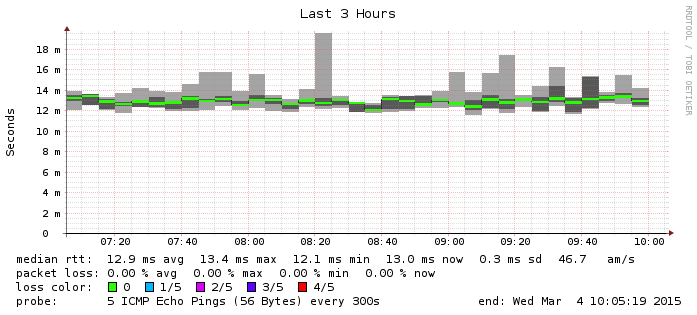 Last 3 Hours
RRDTOOL / TOBI OETIKER
Seconds
18 m
16 m
14 m
12 m
10 m
8 m
6 m
4 m
2 m
0
07:20 07:40 08:00 08:20 08:40 09:00 09:20 09:40 10:00
median rtt: 12.9 ms avg 13.4 ms max 12.1 ms min 13.0 ms now 0.3 ms sd 46.7 am/s
packet loss: 0.00 % avg 0.00 % max 0.00 % min 0.00 % now
loss color: 0 1/5 2/5 3/5 4/5
probe: 5 ICMP Echo Pings (56 Bytes) every 300s end: Wed Mar 4 10:05:19 2015